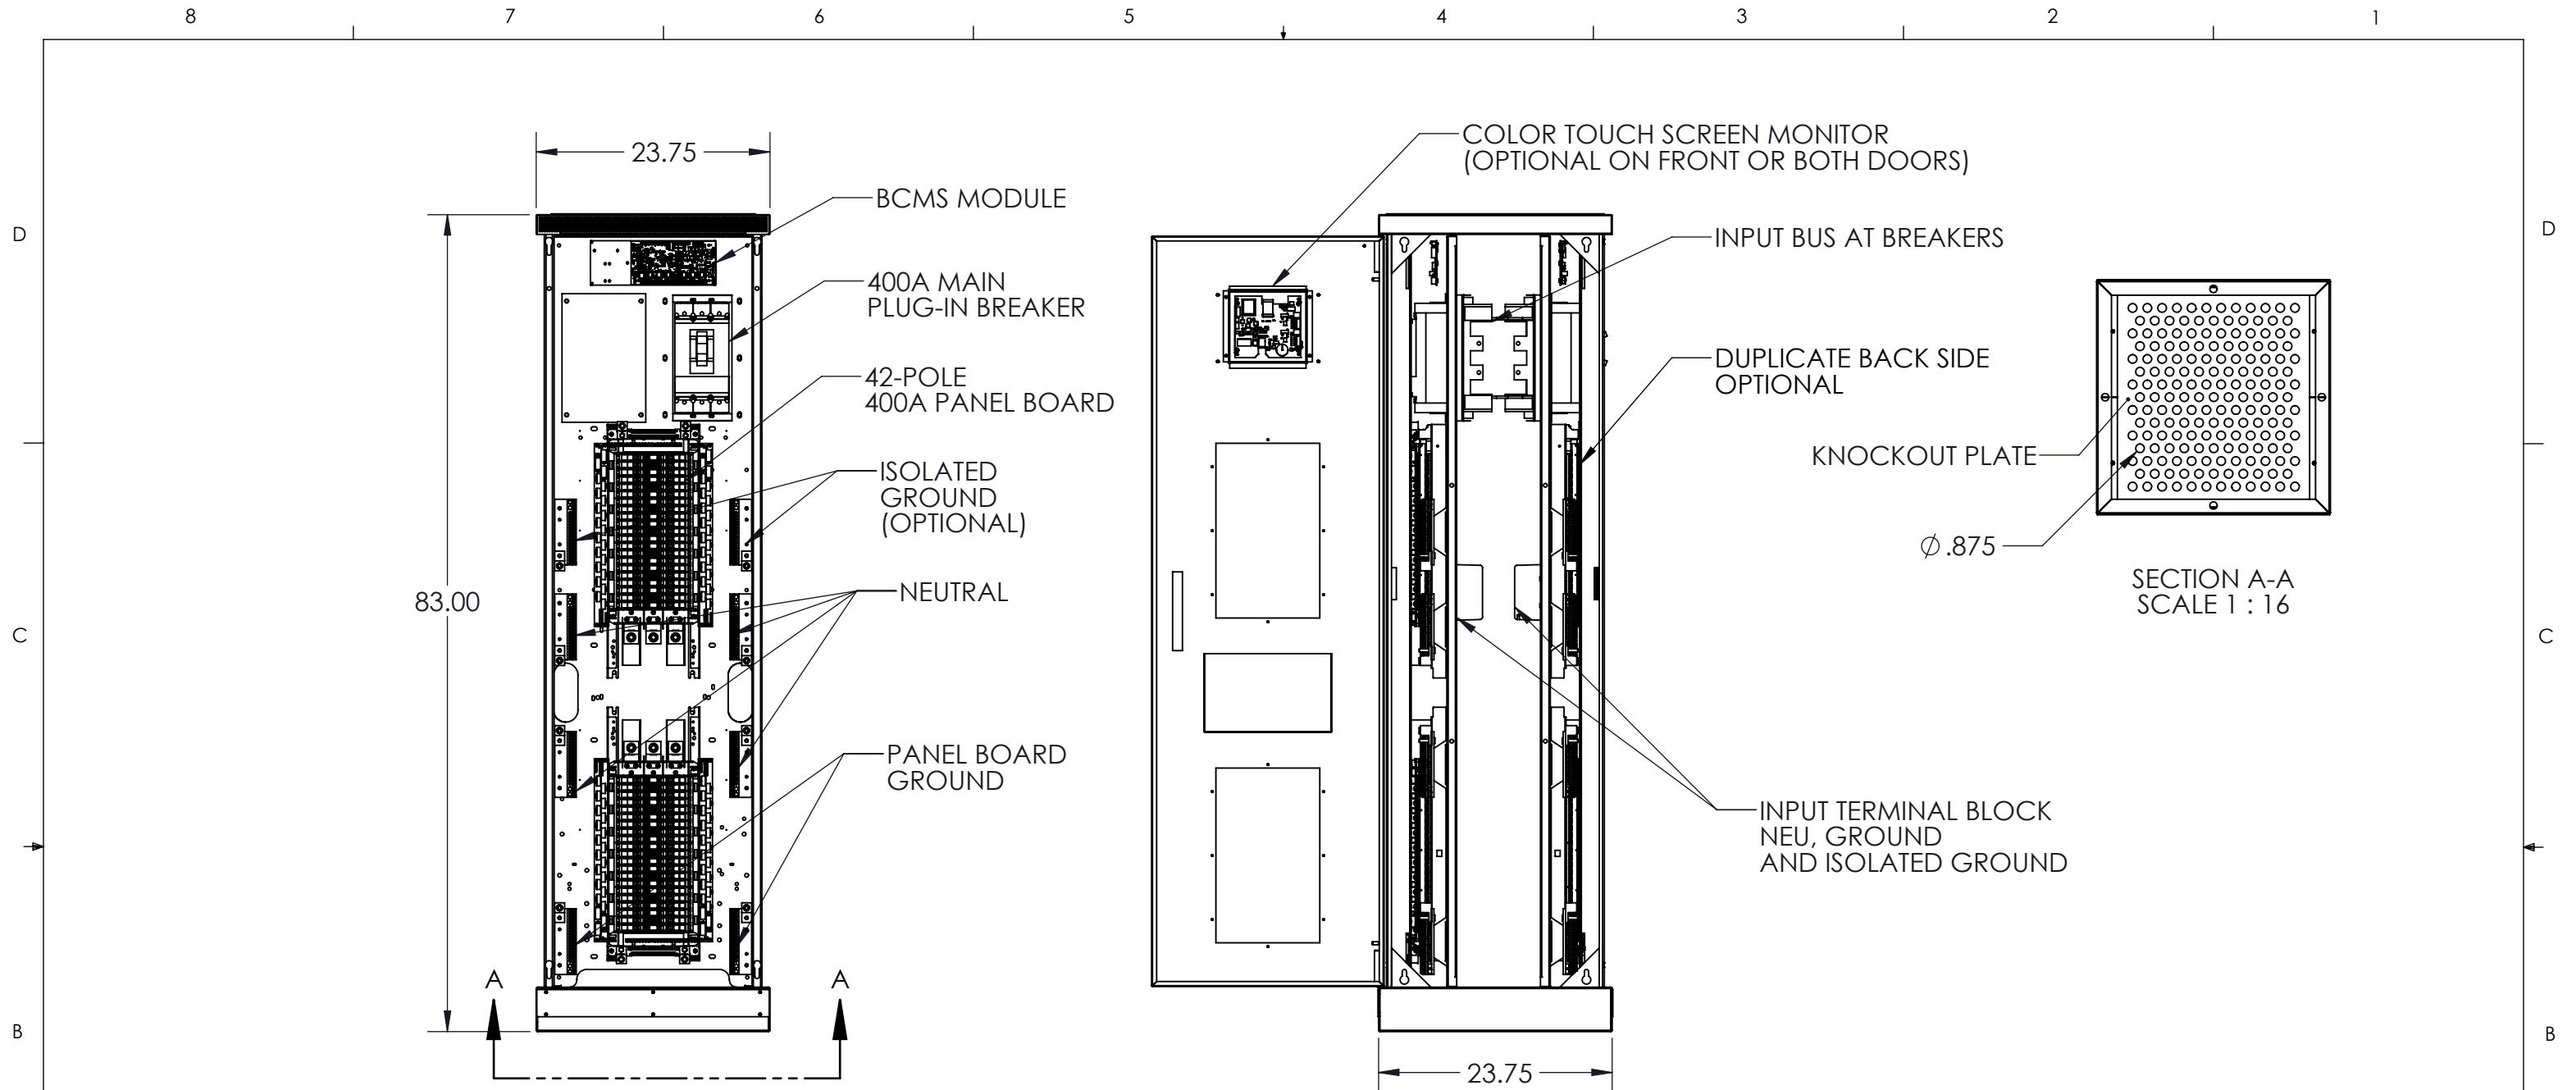 8 7 6 5 4 3 2 1
D
D
C
C
B
B
23.75
83.00
BCMS MODULE
400A MAIN
PLUG-IN BREAKER
42-POLE
400A PANEL BOARD
ISOLATED
GROUND
(OPTIONAL)
NEUTRAL
PANEL BOARD
GROUND
A
A
COLOR TOUCH SCREEN MONITOR
(OPTIONAL ON FRONT OR BOTH DOORS)
INPUT BUS AT BREAKERS
DUPLICATE BACK SIDE
OPTIONAL
INPUT TERMINAL BLOCK
NEU, GROUND
AND ISOLATED GROUND
23.75
KNOCKOUT PLATE
∅ .875
SECTION A-A
SCALE 1 : 16